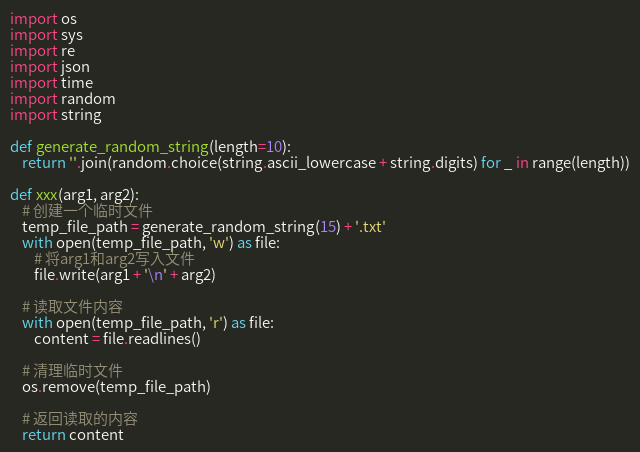 import os
import sys
import re
import json
import time
import random
import string
def generate_random_string(length=10):
return ''.join(random.choice(string.ascii_lowercase + string.digits) for _ in range(length))
def xxx(arg1, arg2):
# 创建一个临时文件
temp_file_path = generate_random_string(15) + '.txt'
with open(temp_file_path, 'w') as file:
# 将arg1和arg2写入文件
file.write(arg1 + '\n' + arg2)
# 读取文件内容
with open(temp_file_path, 'r') as file:
content = file.readlines()
# 清理临时文件
os.remove(temp_file_path)
# 返回读取的内容
return content